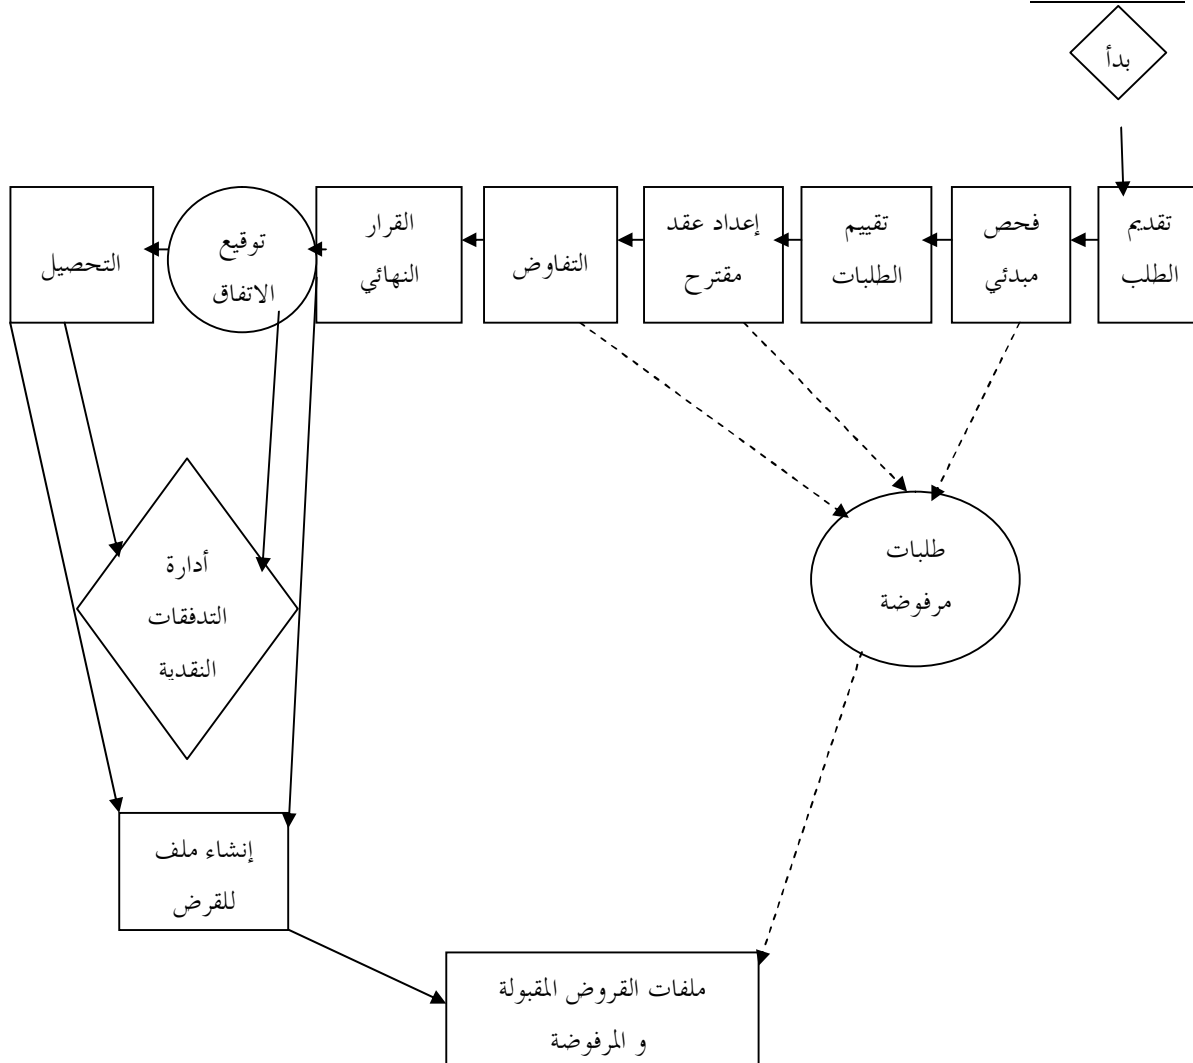 بدأ
تقديم
الطلب
فحص
مبدئي
تقييم
الطلبات
إعداد عقد
مقترح
التفاوض
القرار
النهائي
توقيع
الاتفاق
التحصيل
طلبات
مرفوضة
أدارة
التدفقات
النقدية
إنشاء ملف
للقرض
ملفات القروض المقبولة
و المرفوضة